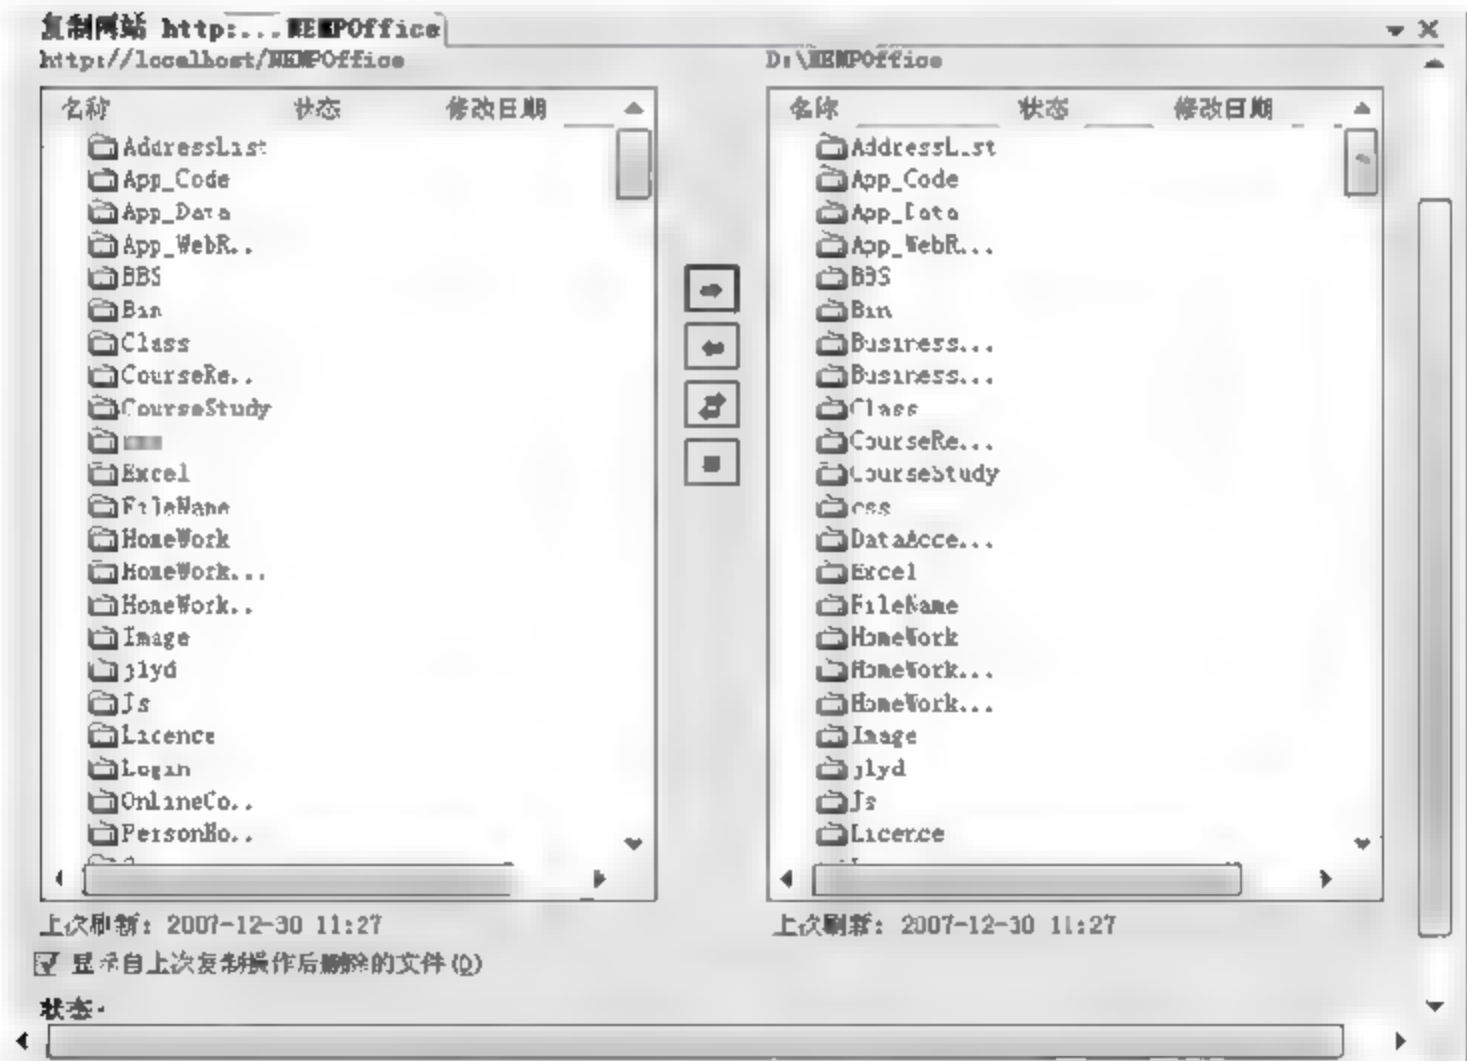 复制网站 http:...
http://localhost/
D:\
名称 状态 修改日期
AddressList
App_Code
App_Data
App_WebR..
BBS
Bin
Class
CourseRe..
CourseStudy
Excel
FileName
HomeWork
HomeWork...
HomeWork..
Image
jlyd
Js
Licence
Login
OnlineCo..
PersonHo..
名称 状态 修改日期
AddressList
App_Code
App_Data
App_WebR...
BBS
Bin
Business...
Business...
Class
CourseRe...
CourseStudy
css
DataAcce...
Excel
FileName
HomeWork
HomeWork...
HomeWork...
Image
jlyd
Js
Licence
上次刷新: 2007-12-30 11:27
上次刷新: 2007-12-30 11:27
显示自上次复制操作后删除的文件(D)
状态: